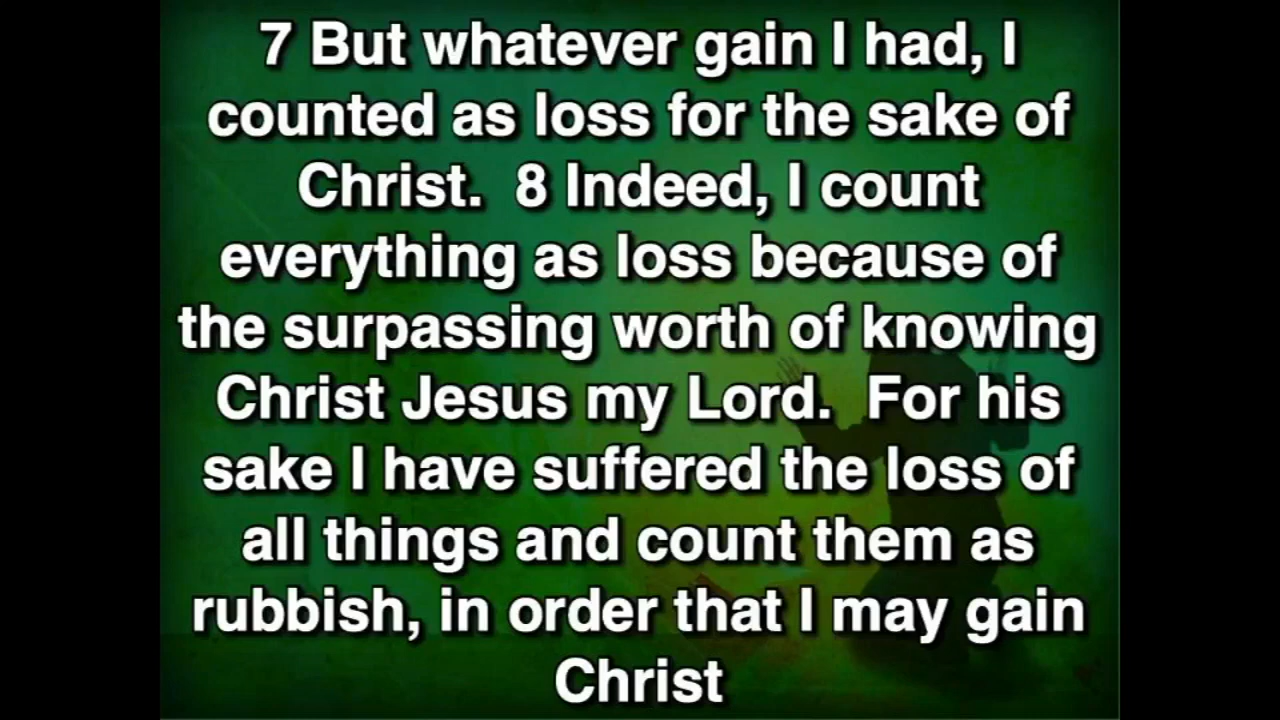 7 But whatever gain I had, I
counted as loss for the sake of
Christ.  8 Indeed, I count
everything as loss because of
the surpassing worth of knowing
Christ Jesus my Lord.  For his
sake I have suffered the loss of
all things and count them as
rubbish, in order that I may gain
Christ